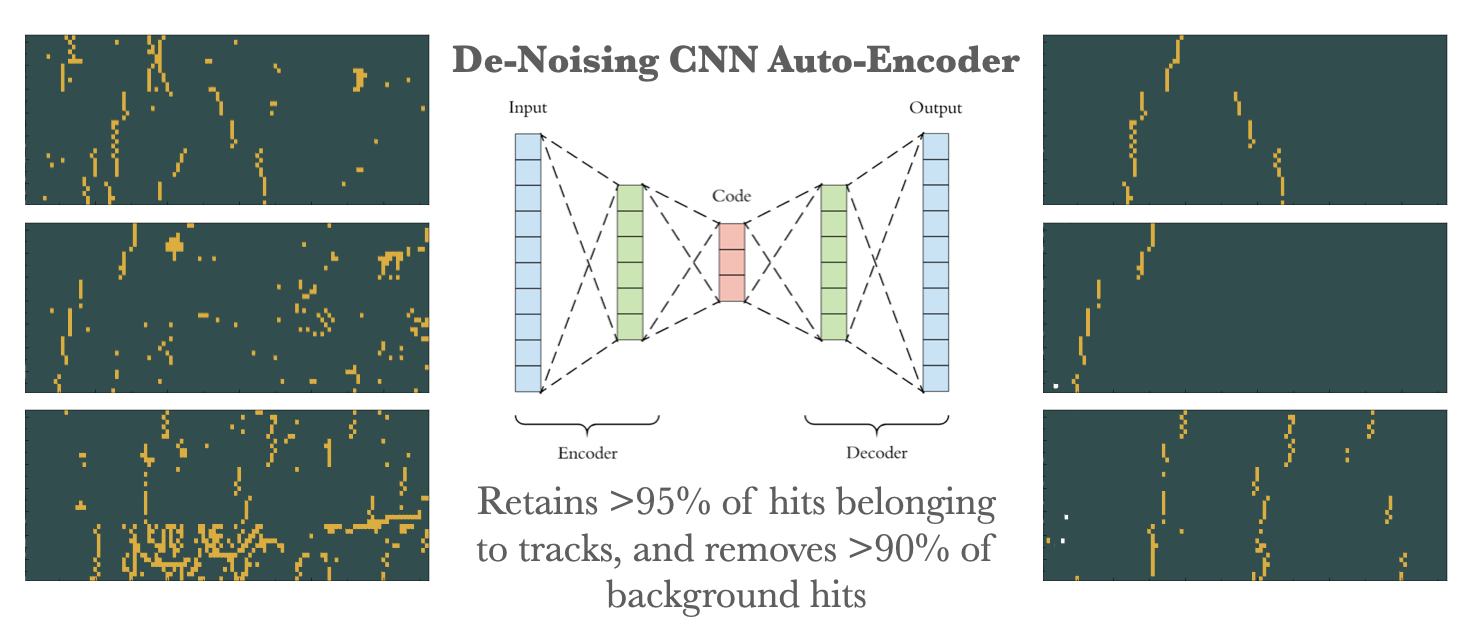 De-Noising CNN Auto-Encoder
Input
Output
Code
Encoder
Decoder
Retains >95% of hits belonging
to tracks, and removes >90% of
background hits